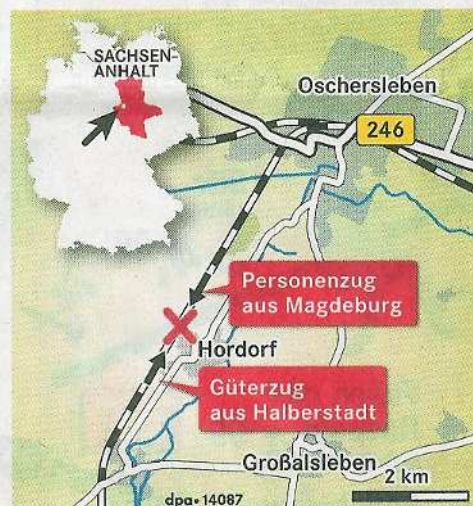 SACHSEN-
ANHALT
Oschersleben
246
Personenzug
aus Magdeburg
Hordorf
Güterzug
aus Halberstadt
Großalsleben
2 km
dpa•14087